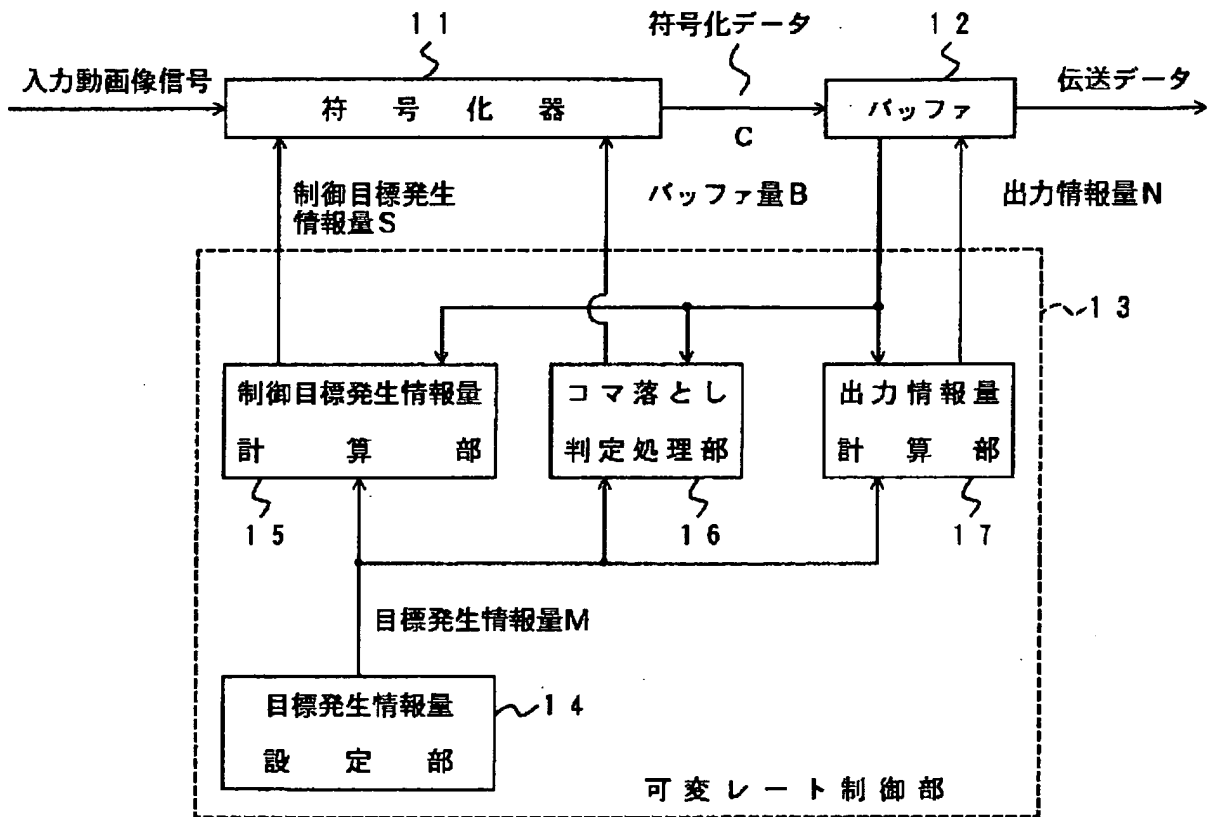 11
符号化データ
12
入力動画像信号
符号化器
バッファ
伝送データ
C
制御目標発生
情報量S
バッファ量B
出力情報量N
13
制御目標発生情報量
計算部
コマ落とし
判定処理部
出力情報量
計算部
15
16
17
目標発生情報量M
目標発生情報量
設定部
14
可変レート制御部